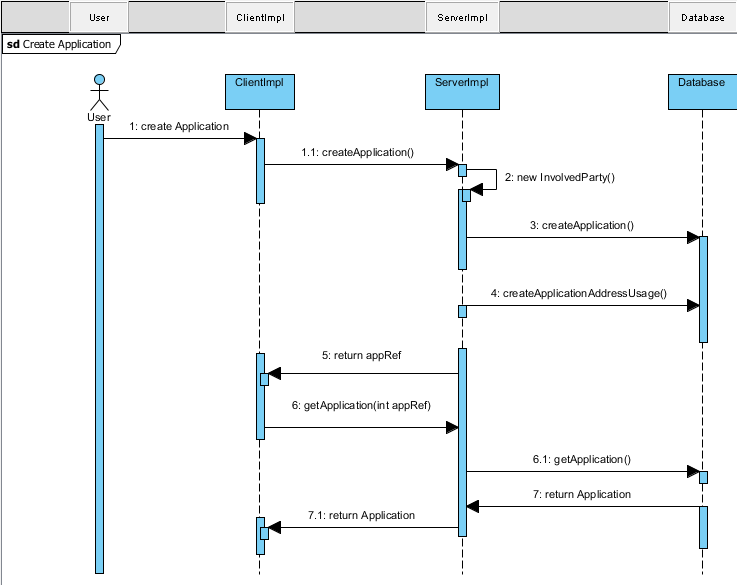 User ClientImpl ServerImpl Database
sd Create Application
ClientImpl ServerImpl Database
User
1: create Application
1.1: createApplication()
2: new InvolvedParty()
3: createApplication()
4: createApplicationAddressUsage()
5: return appRef
6: getApplication(int appRef)
6.1: getApplication()
7: return Application
7.1: return Application